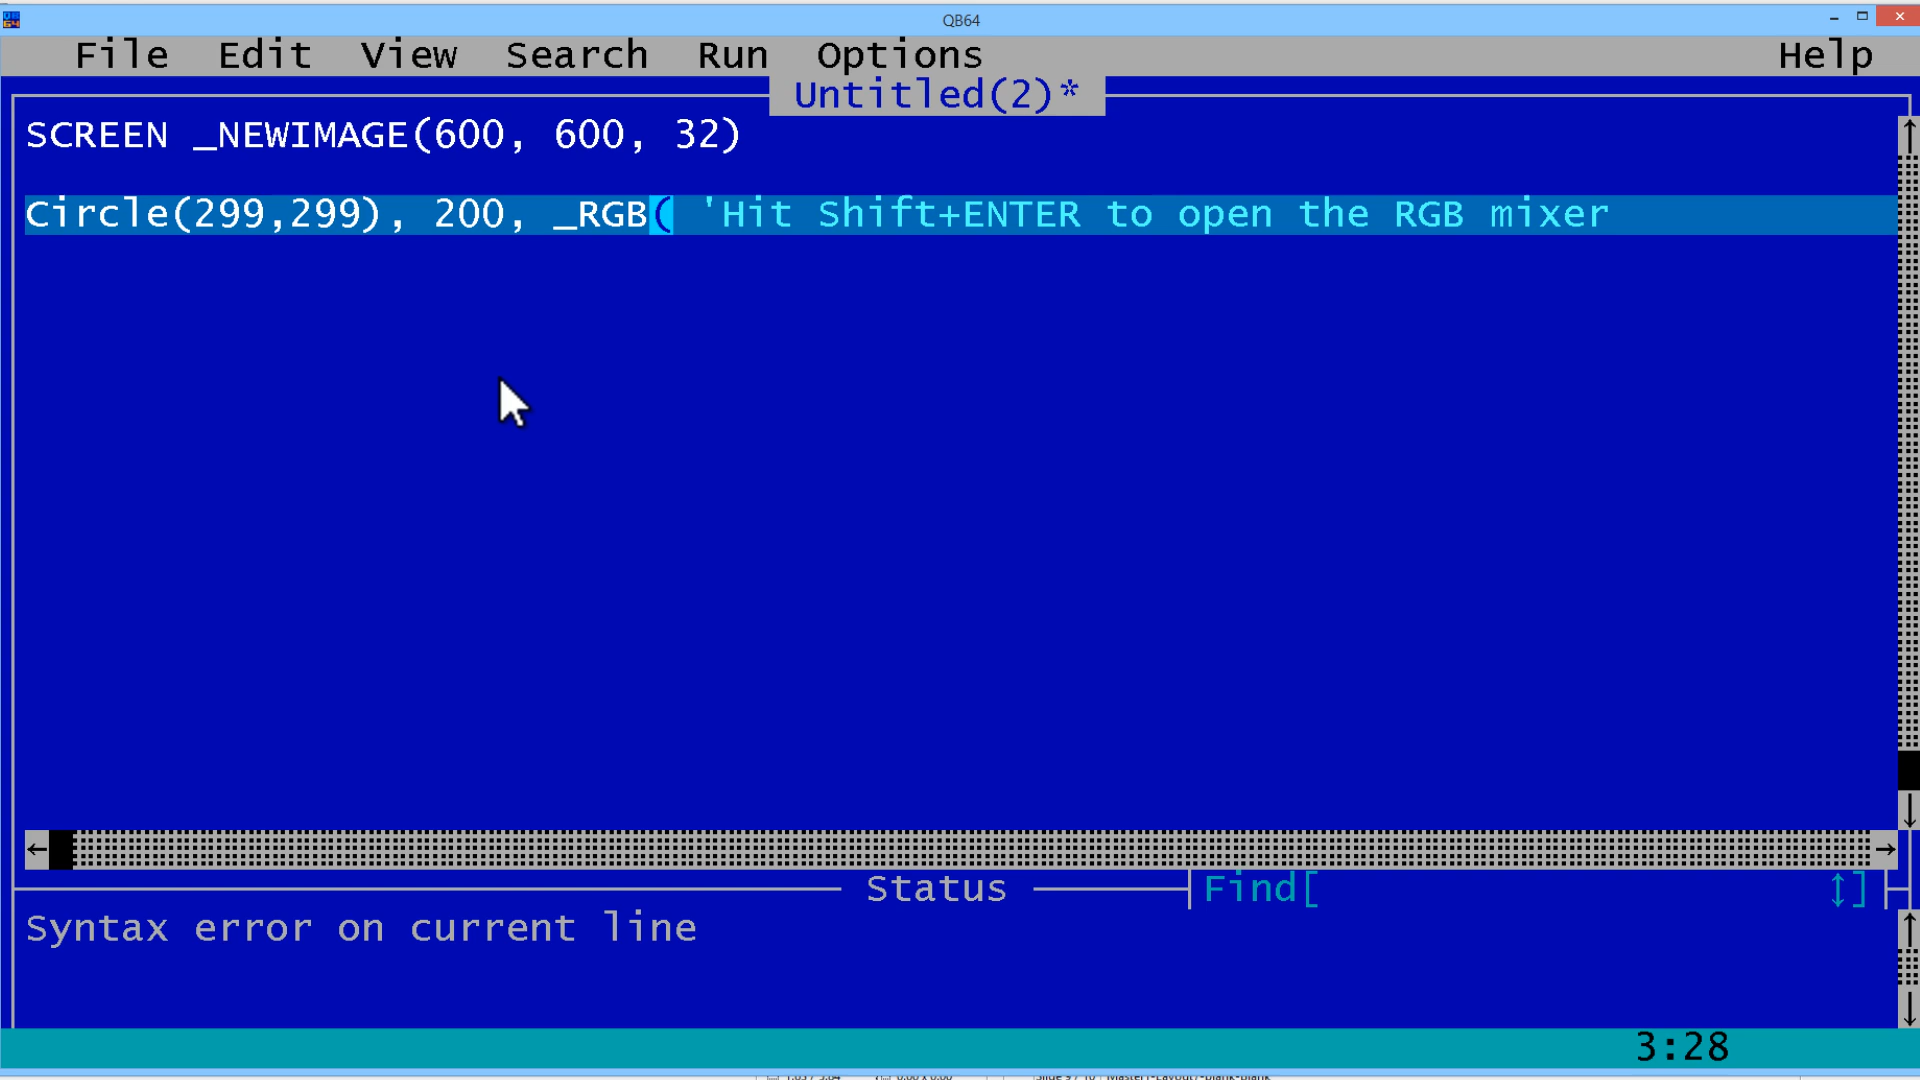 QB64
File Edit View Search Run Options Help
Untitled(2)*
SCREEN _NEWIMAGE(600, 600, 32)
Circle(299,299), 200, _RGB( 'Hit Shift+ENTER to open the RGB mixer
Status Find[ ↕]
Syntax error on current line
3:28